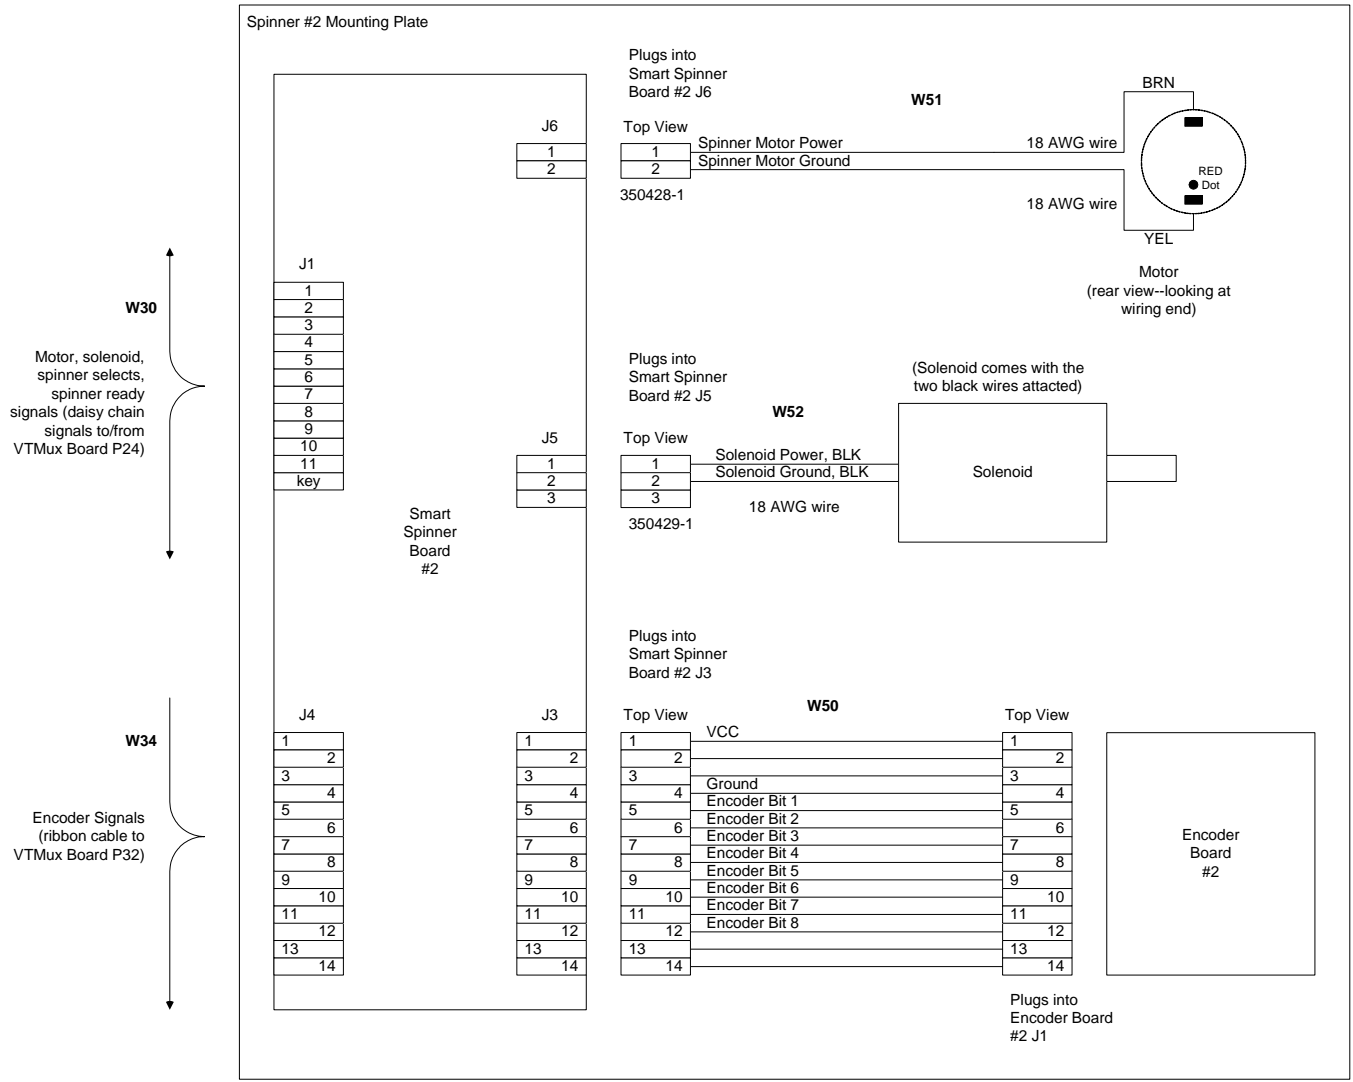 Spinner #2 Mounting Plate
Plugs into
Smart Spinner
Board #2 J6
W51
BRN
J6
Top View
1
2
1
2
Spinner Motor Power
Spinner Motor Ground
18 AWG wire
350428-1
RED
Dot
18 AWG wire
YEL
Motor
(rear view--looking at
wiring end)
J1
1
2
3
4
5
6
7
8
9
10
11
key
W30
Motor, solenoid,
spinner selects,
spinner ready
signals (daisy chain
signals to/from
VTMux Board P24)
Plugs into
Smart Spinner
Board #2 J5
W52
(Solenoid comes with the
two black wires attacted)
J5
Top View
1
2
3
1
2
3
Solenoid Power, BLK
Solenoid Ground, BLK
18 AWG wire
350429-1
Solenoid
Smart
Spinner
Board
#2
Plugs into
Smart Spinner
Board #2 J3
W50
W34
Encoder Signals
(ribbon cable to
VTMux Board P32)
J4
1
2
3
4
5
6
7
8
9
10
11
12
13
14
J3
1
2
3
4
5
6
7
8
9
10
11
12
13
14
Top View
1
2
3
4
5
6
7
8
9
10
11
12
13
14
VCC
Ground
Encoder Bit 1
Encoder Bit 2
Encoder Bit 3
Encoder Bit 4
Encoder Bit 5
Encoder Bit 6
Encoder Bit 7
Encoder Bit 8
Top View
1
2
3
4
5
6
7
8
9
10
11
12
13
14
Encoder
Board
#2
Plugs into
Encoder Board
#2 J1